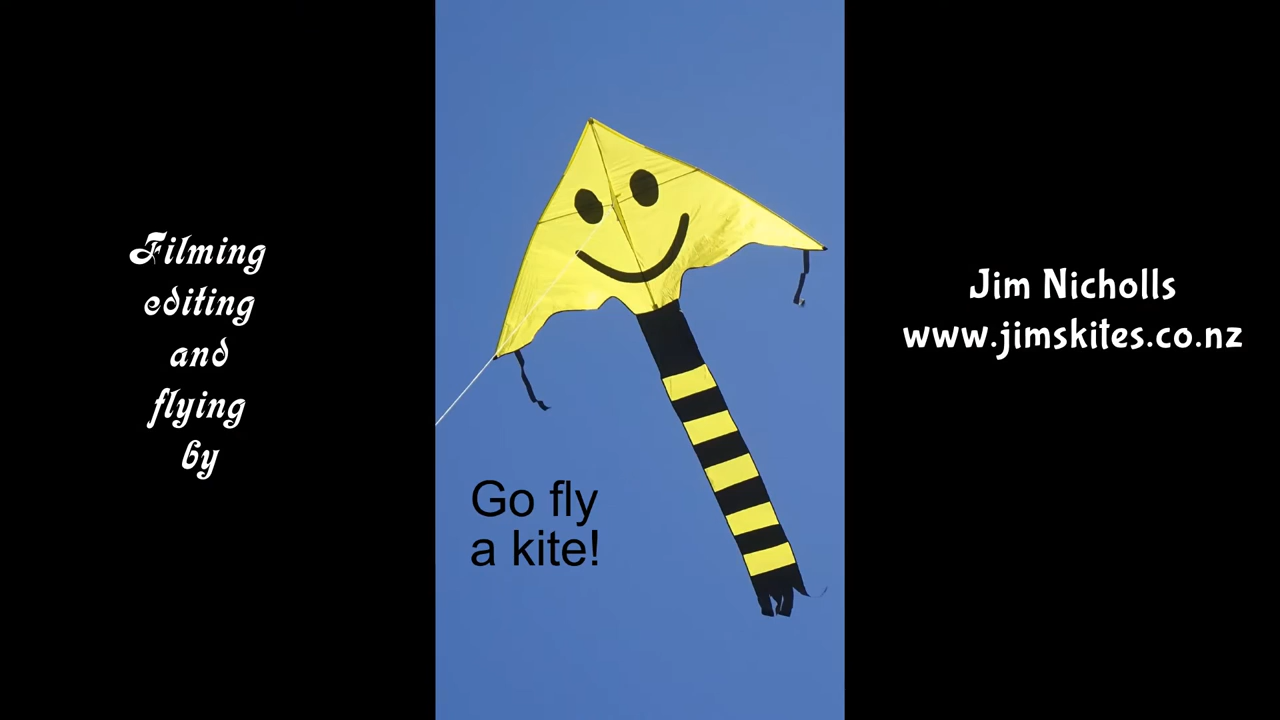 Filming
editing
and
flying
by
Go fly
a kite!
Jim Nicholls
www.jimskites.co.nz